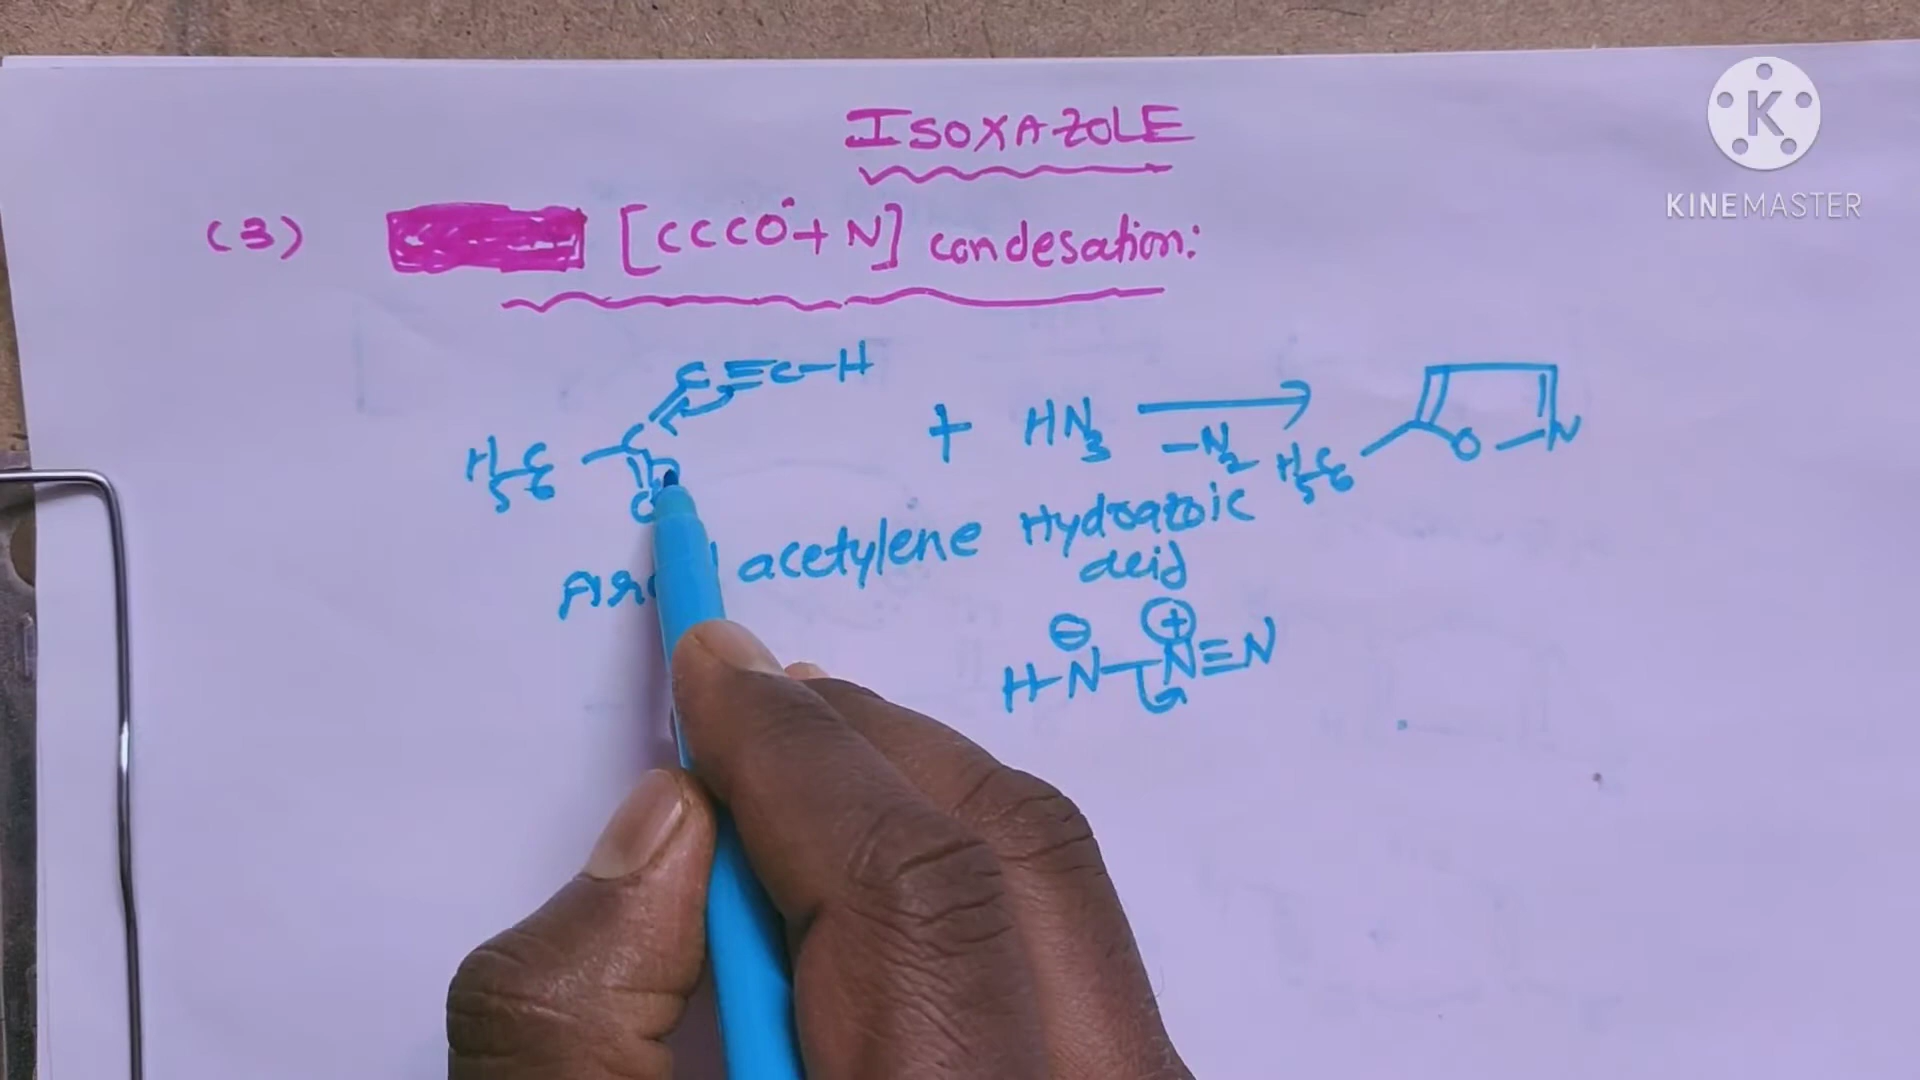 ISOXAZOLE
(3) [CCCO+N] condesation:
C≡C-H
H5C6 C + HN3 → -N2 H5C6 O N
O
acetylene Hydrazoic
acid
⊖ ⊕
H-N-N≡N
K
KINEMASTER